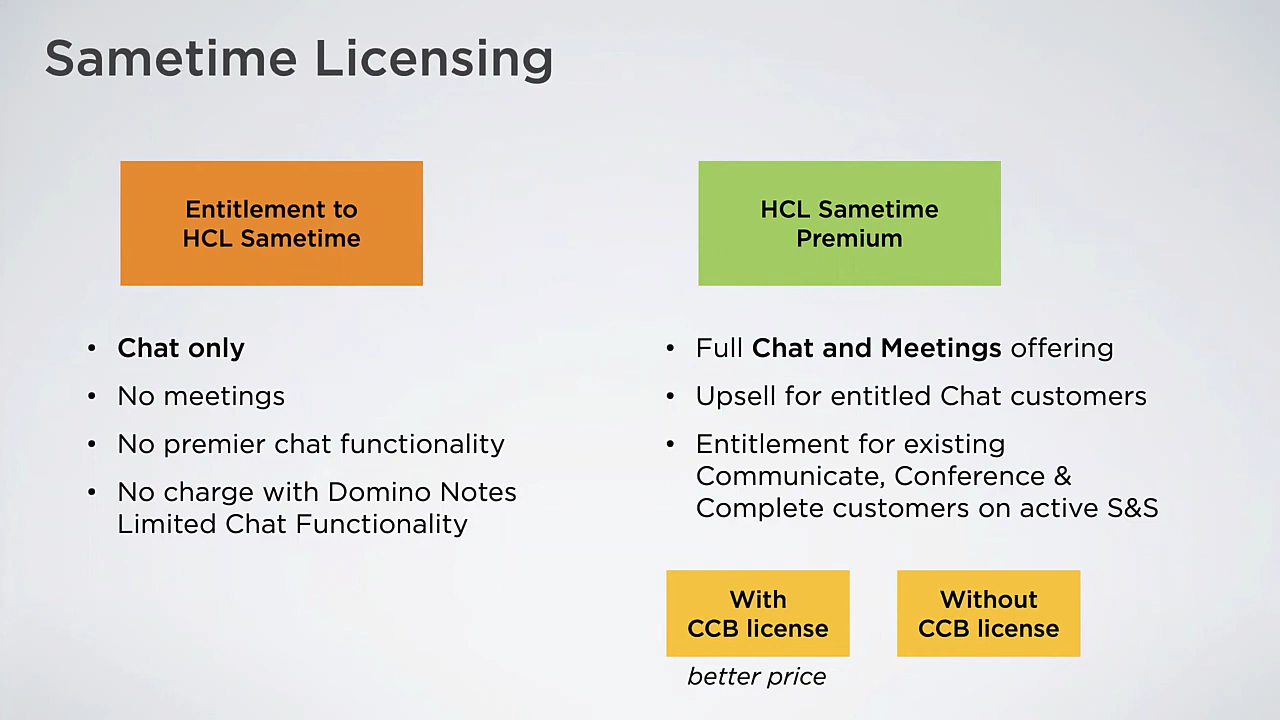 Sametime Licensing
Entitlement to
HCL Sametime
• Chat only
• No meetings
• No premier chat functionality
• No charge with Domino Notes
Limited Chat Functionality
HCL Sametime
Premium
• Full Chat and Meetings offering
• Upsell for entitled Chat customers
• Entitlement for existing
Communicate, Conference &
Complete customers on active S&S
With
CCB license
better price
Without
CCB license